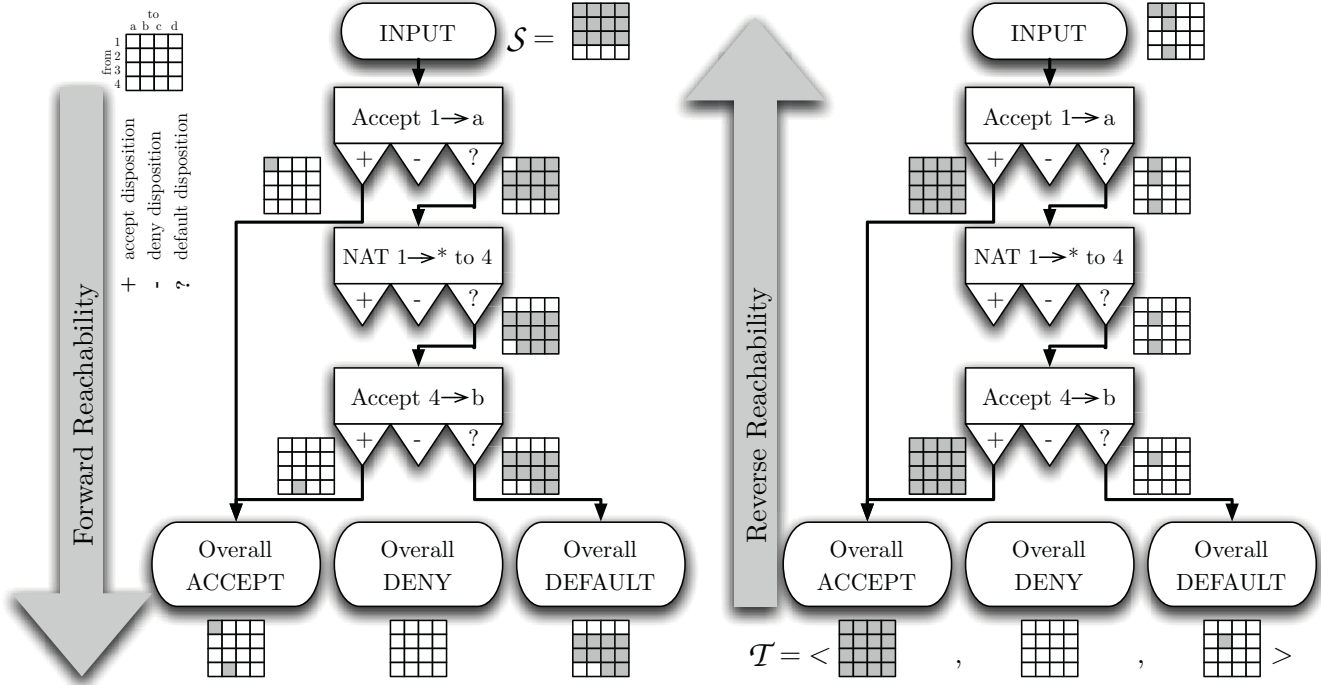 to
a b c d
from
1
2
3
4
Forward Reachability
+ accept disposition
- deny disposition
? default disposition
INPUT
S =
Accept 1→a
+ - ?
NAT 1→* to 4
+ - ?
Accept 4→b
+ - ?
Overall ACCEPT
Overall DENY
Overall DEFAULT
Reverse Reachability
INPUT
Accept 1→a
+ - ?
NAT 1→* to 4
+ - ?
Accept 4→b
+ - ?
Overall ACCEPT
Overall DENY
Overall DEFAULT
T = < , , >